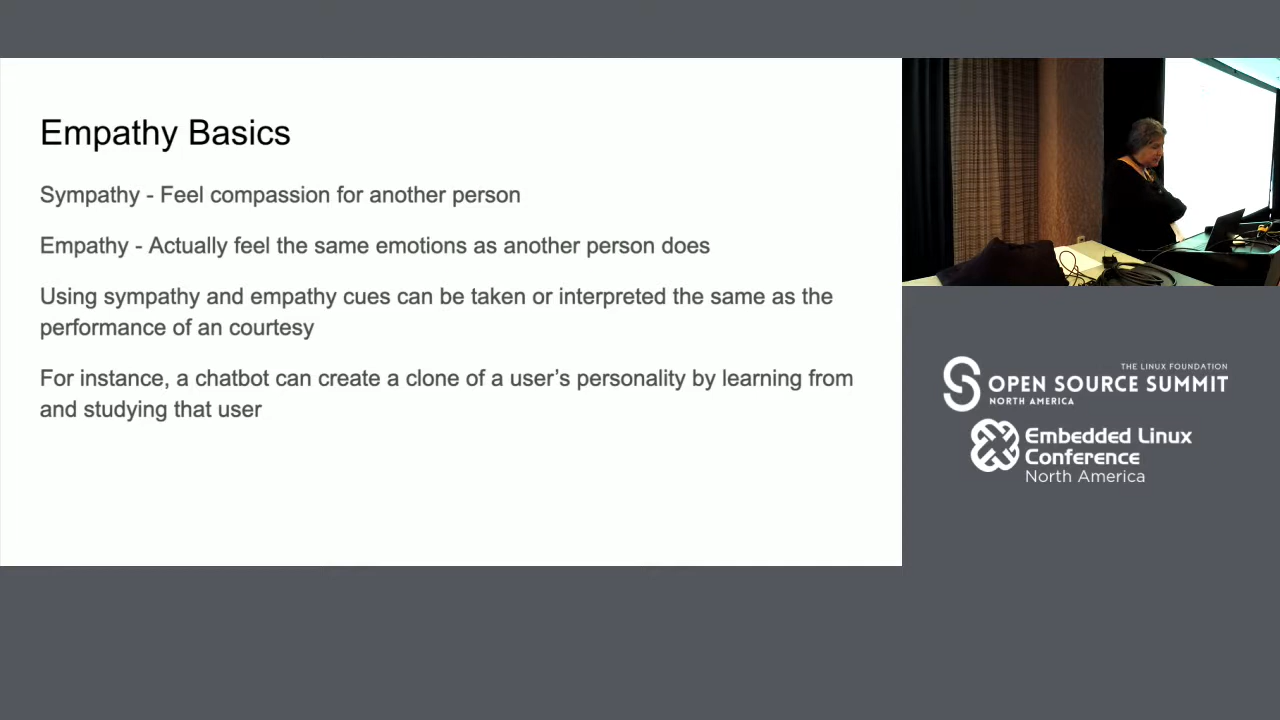 Empathy Basics
Sympathy - Feel compassion for another person
Empathy - Actually feel the same emotions as another person does
Using sympathy and empathy cues can be taken or interpreted the same as the
performance of an courtesy
For instance, a chatbot can create a clone of a user’s personality by learning from
and studying that user
THE LINUX FOUNDATION
OPEN SOURCE SUMMIT
NORTH AMERICA
Embedded Linux
Conference
North America